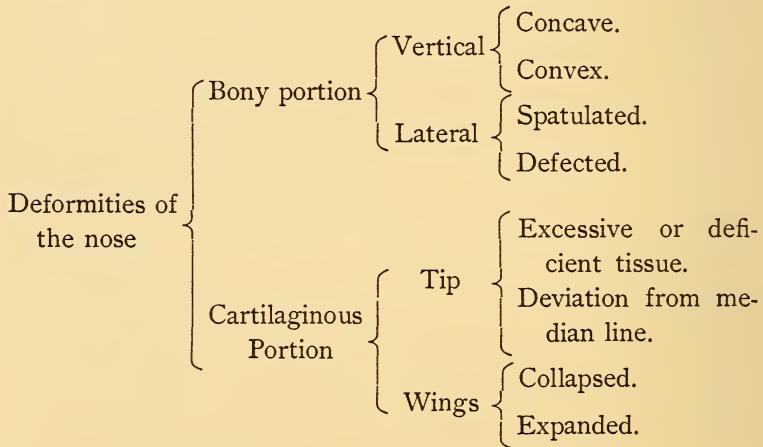 Concave.
Vertical
Convex.
Bony portion
Spatulated.
Lateral
Defected.
Deformities of
the nose
Excessive or defi-
cient tissue.
Tip
Deviation from me-
dian line.
Cartilaginous
Portion
Collapsed.
Wings
Expanded.